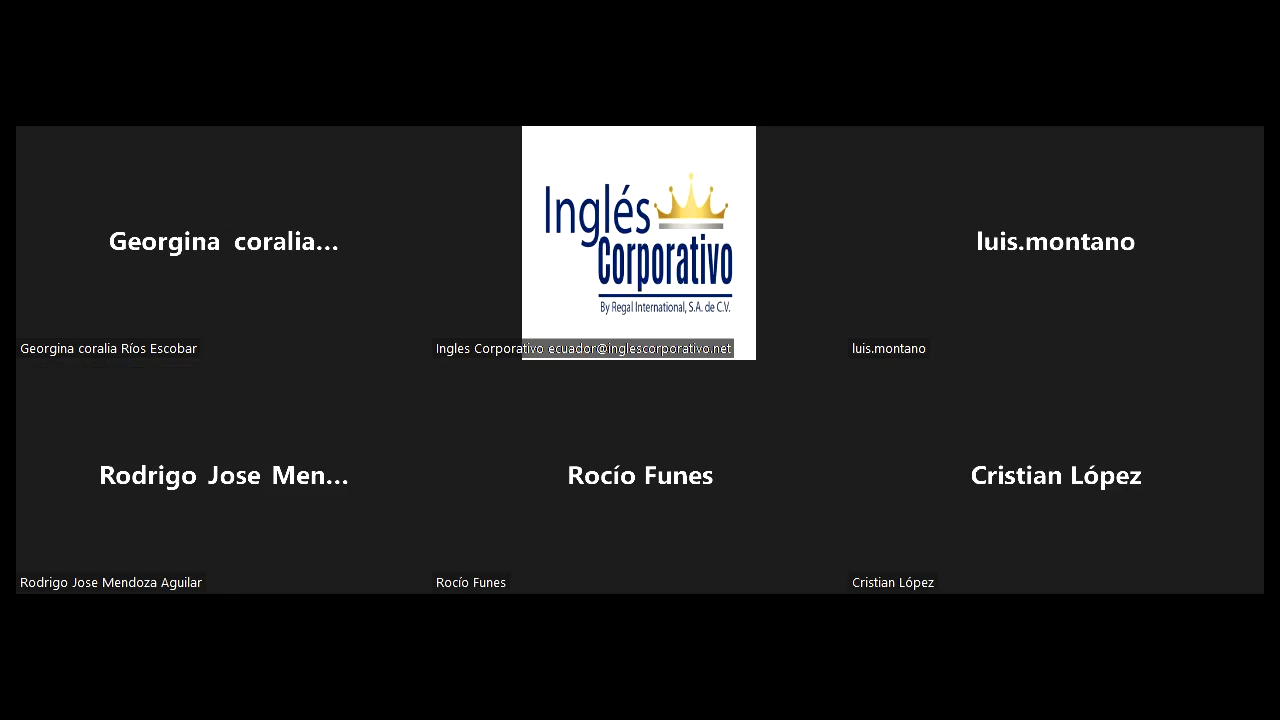 Georgina coralia...
Inglés
Corporativo
By Regal International, S.A. de C.V.
luis.montano
Georgina coralia Ríos Escobar
Ingles Corporativo ecuador@inglescorporativo.net
luis.montano
Rodrigo Jose Men...
Rocío Funes
Cristian López
Rodrigo Jose Mendoza Aguilar
Rocío Funes
Cristian López